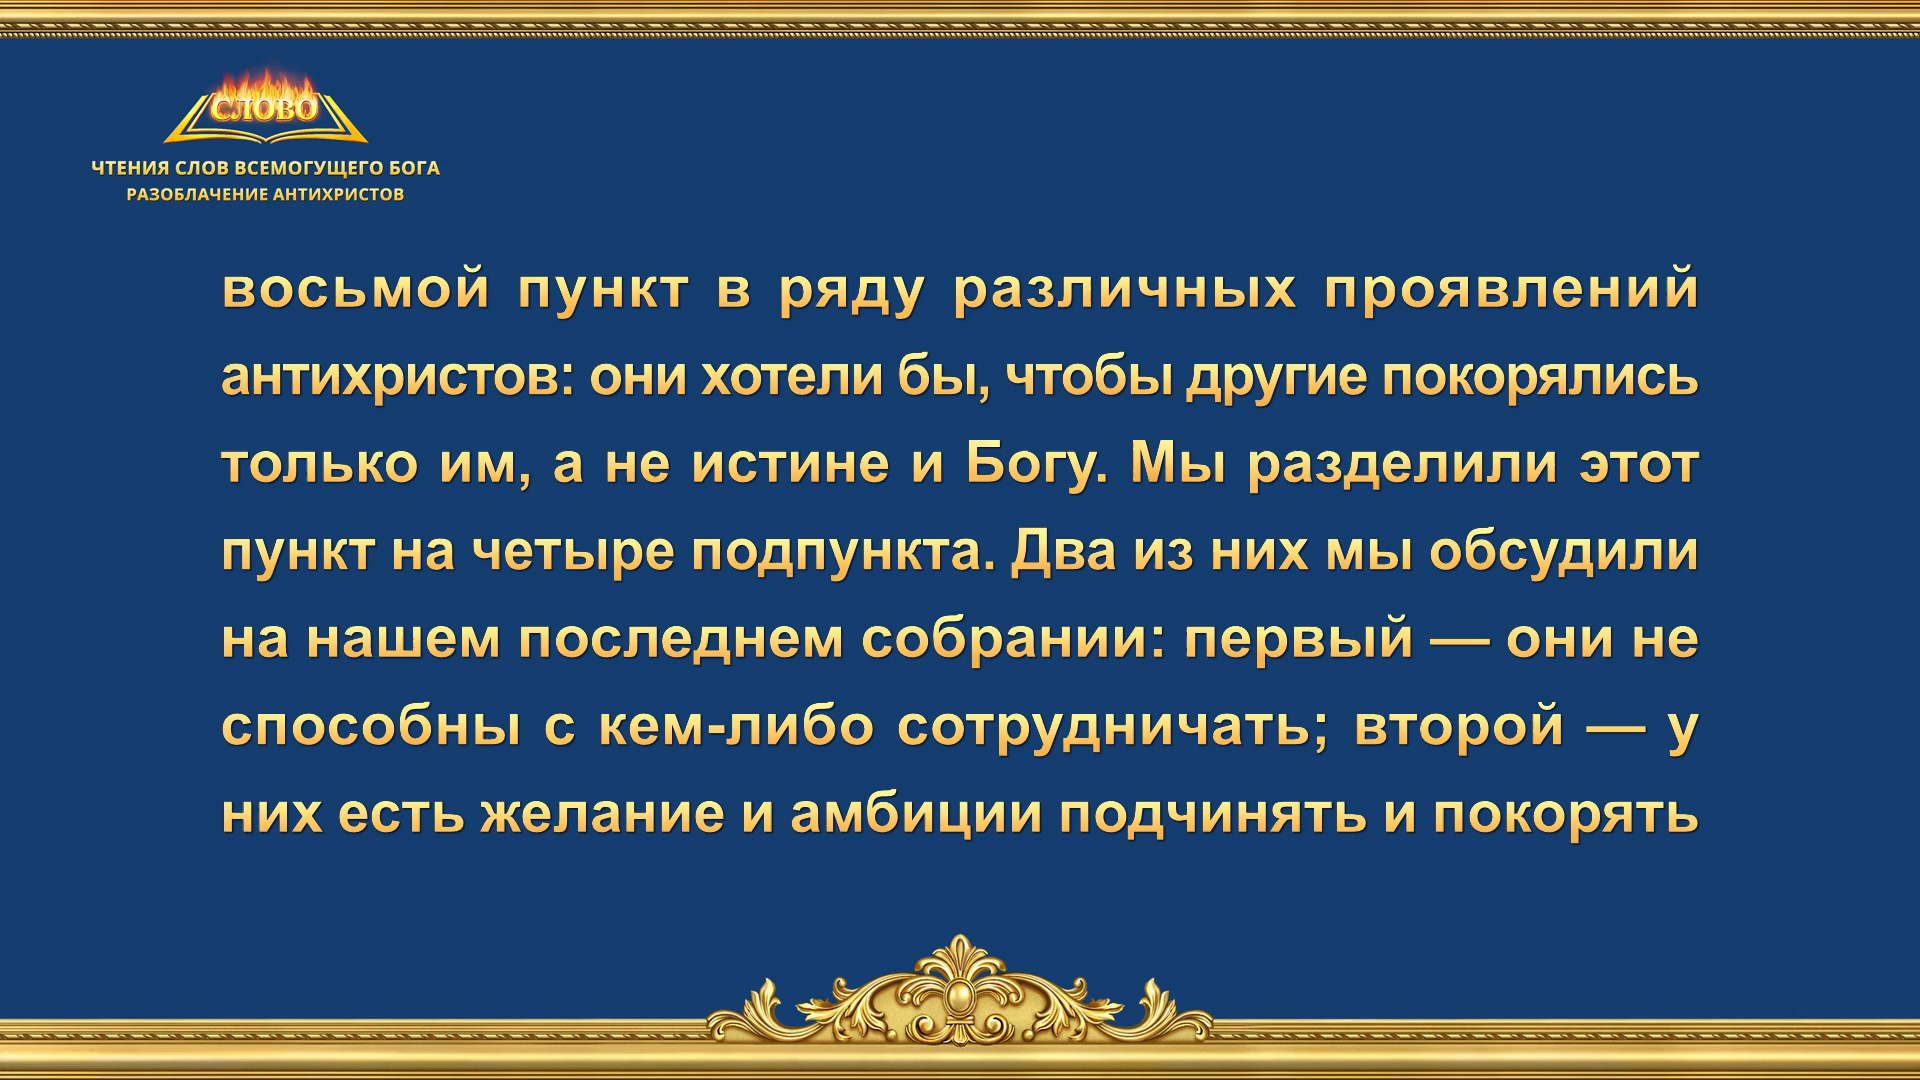 СЛОВО
ЧТЕНИЯ СЛОВ ВСЕМОГУЩЕГО БОГА
РАЗОБЛАЧЕНИЕ АНТИХРИСТОВ
восьмой пункт в ряду различных проявлений
антихристов: они хотели бы, чтобы другие покорялись
только им, а не истине и Богу. Мы разделили этот
пункт на четыре подпункта. Два из них мы обсудили
на нашем последнем собрании: первый — они не
способны с кем-либо сотрудничать; второй — у
них есть желание и амбиции подчинять и покорять